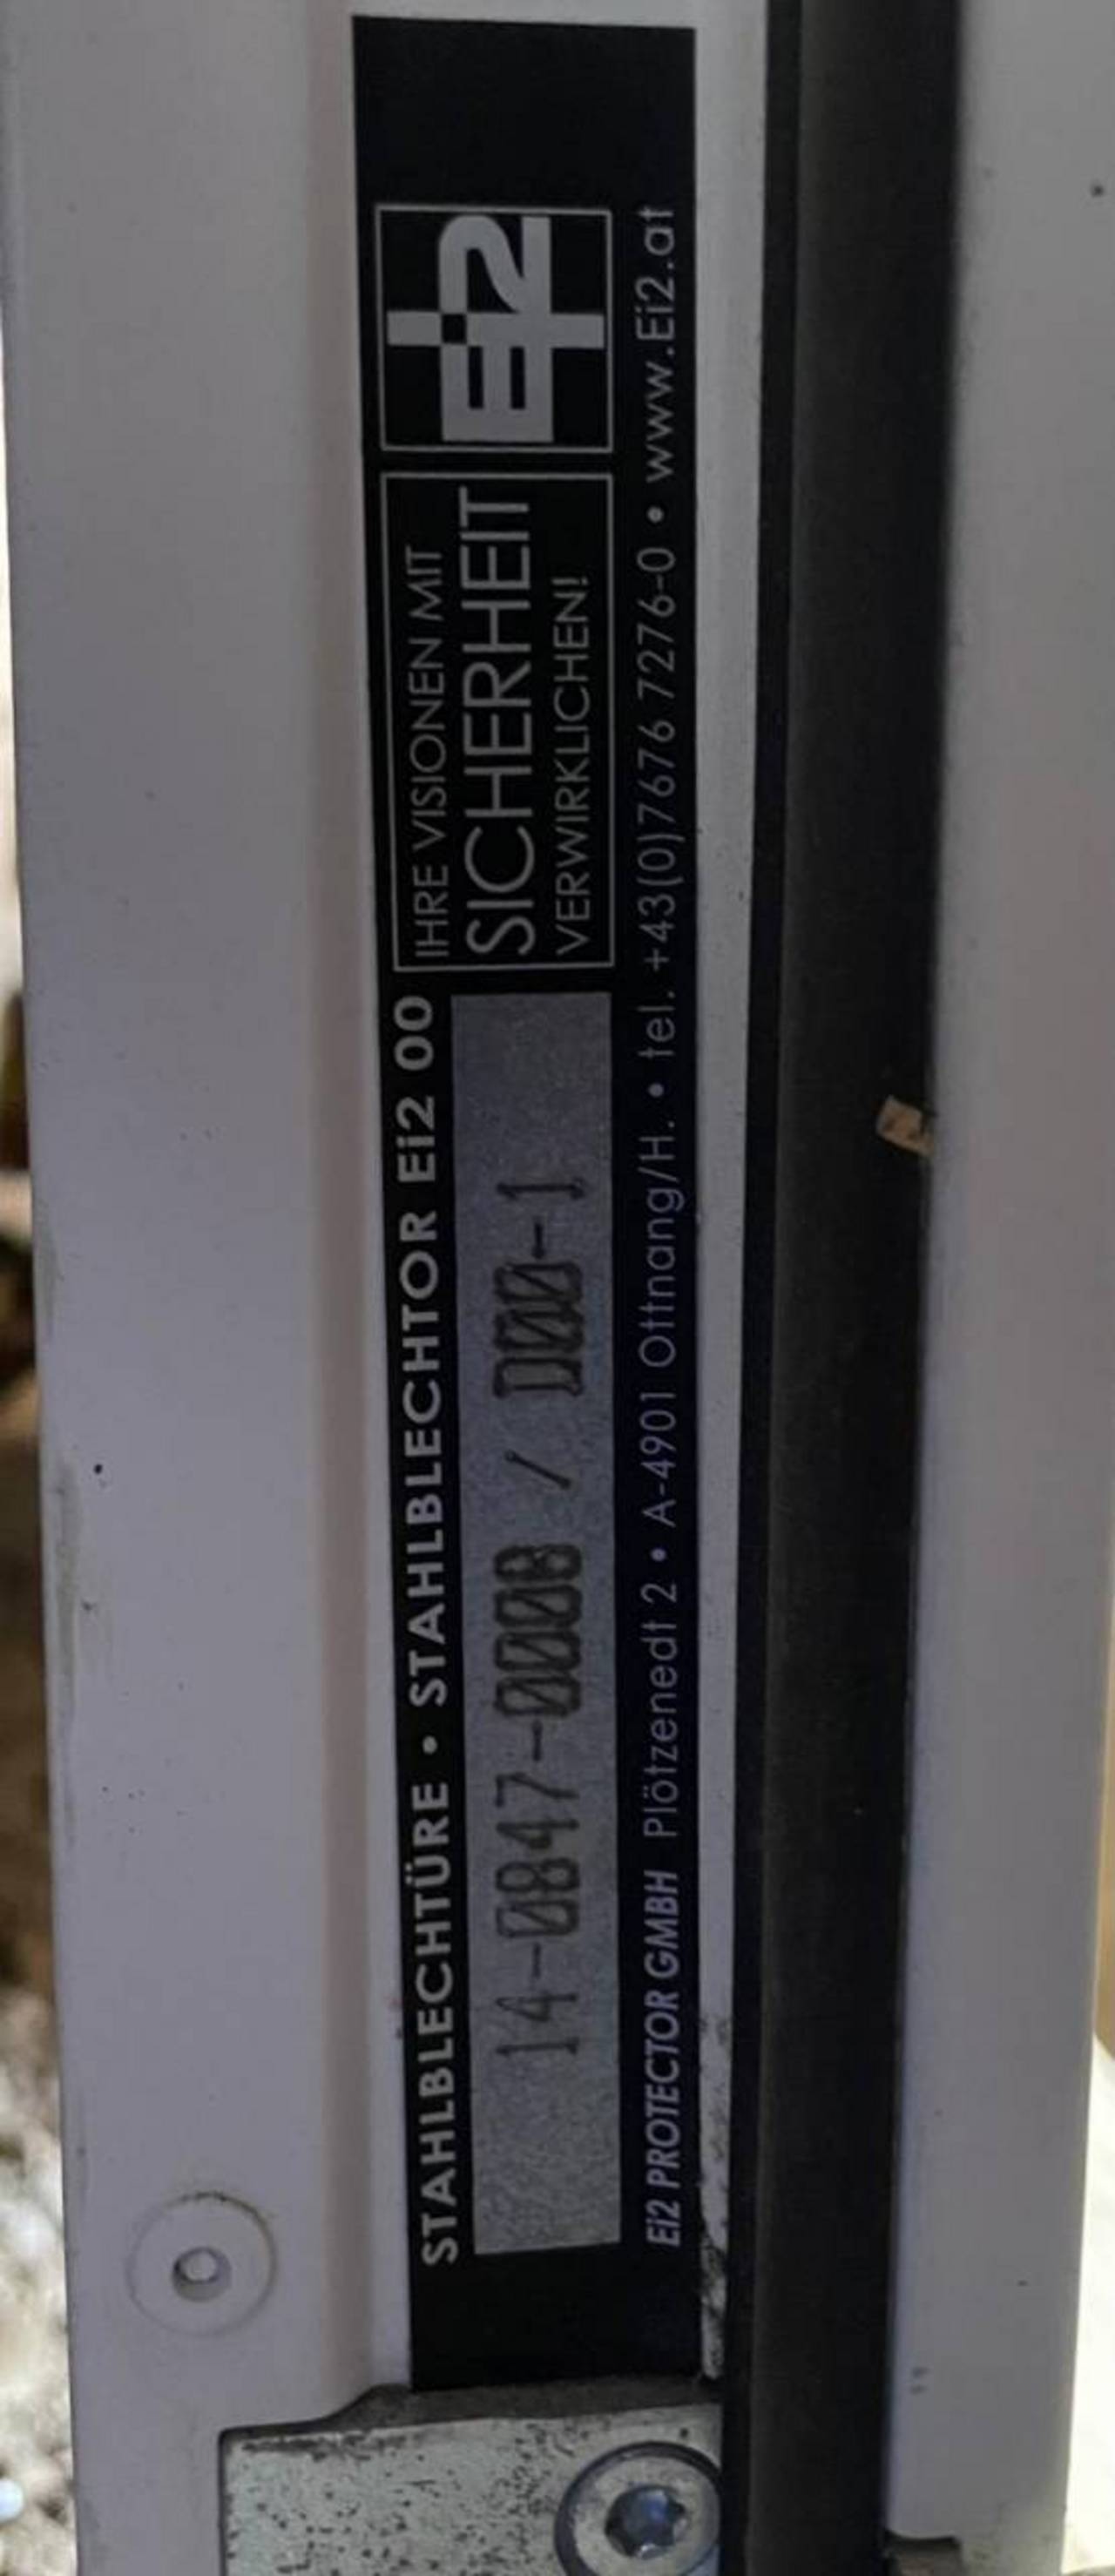 STAHLBLECHTÜRE • STAHLBLECHTOR Ei2 00
14-0847-0008 / D00-1
IHRE VISIONEN MIT
SICHERHEIT
VERWIRKLICHEN!
Ei2
Ei2 PROTECTOR GMBH Plötzenedt 2 • A-4901 Ottnang/H. • tel. +43(0)7676 7276-0 • www.Ei2.at